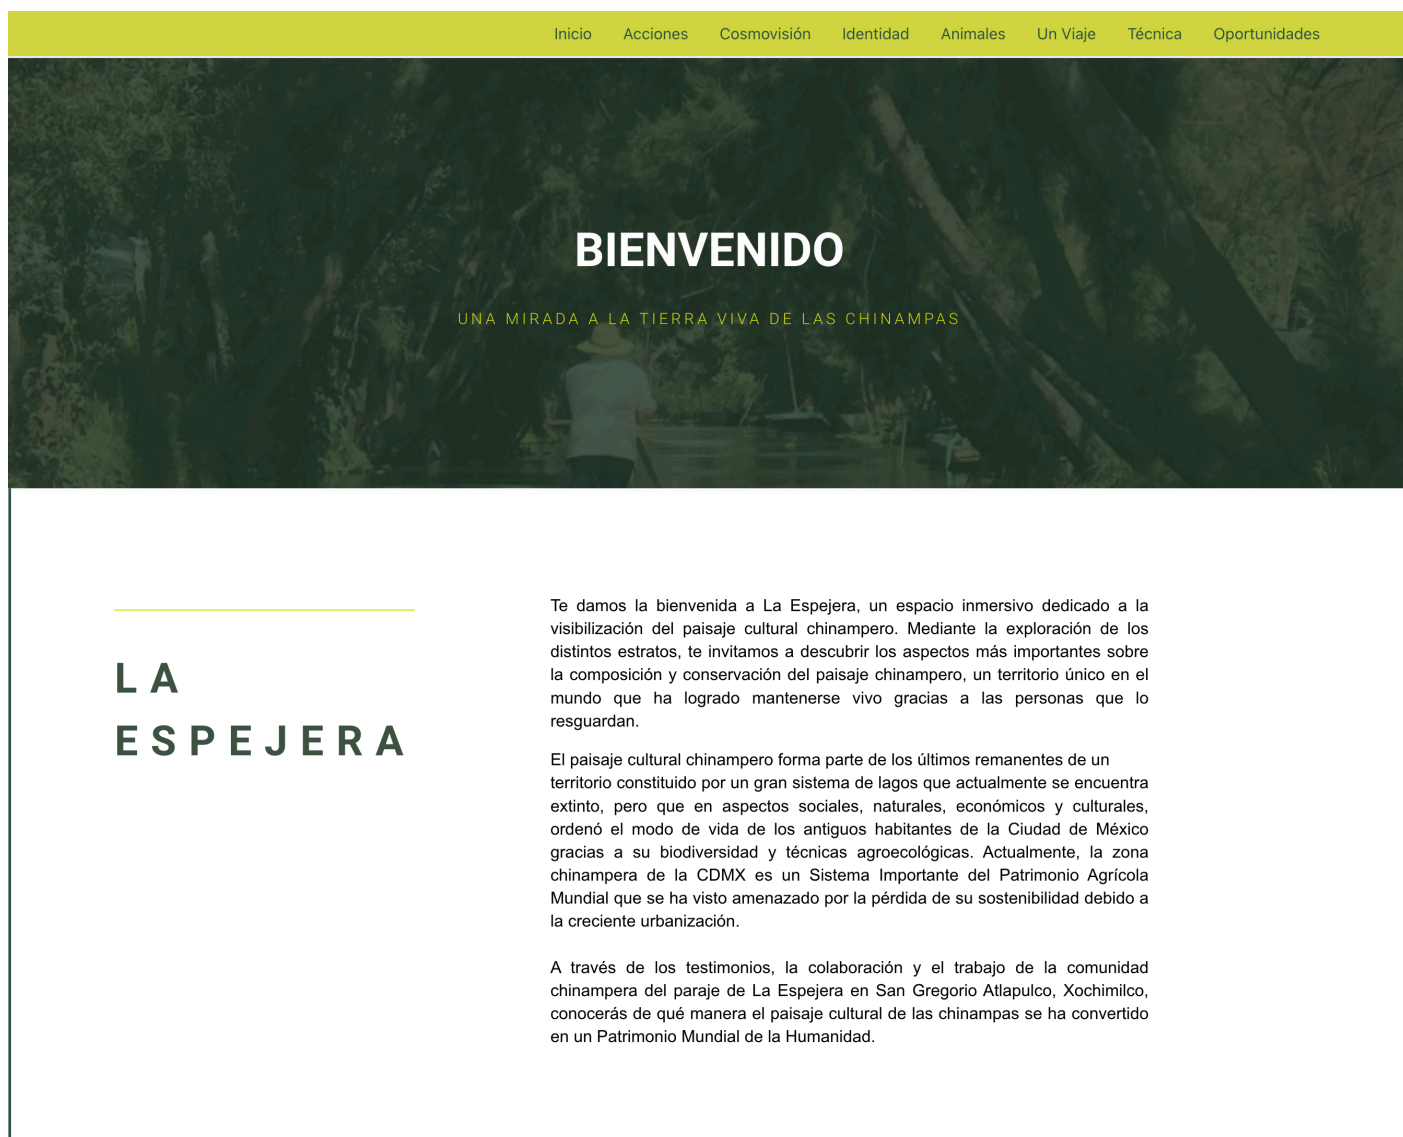 Inicio Acciones Cosmovisión Identidad Animales Un Viaje Técnica Oportunidades
BIENVENIDO
UNA MIRADA A LA TIERRA VIVA DE LAS CHINAMPAS
LA
ESPEJERA
Te damos la bienvenida a La Espejera, un espacio inmersivo dedicado a la
visibilización del paisaje cultural chinampero. Mediante la exploración de los
distintos estratos, te invitamos a descubrir los aspectos más importantes sobre
la composición y conservación del paisaje chinampero, un territorio único en el
mundo que ha logrado mantenerse vivo gracias a las personas que lo
resguardan.
El paisaje cultural chinampero forma parte de los últimos remanentes de un
territorio constituido por un gran sistema de lagos que actualmente se encuentra
extinto, pero que en aspectos sociales, naturales, económicos y culturales,
ordenó el modo de vida de los antiguos habitantes de la Ciudad de México
gracias a su biodiversidad y técnicas agroecológicas. Actualmente, la zona
chinampera de la CDMX es un Sistema Importante del Patrimonio Agrícola
Mundial que se ha visto amenazado por la pérdida de su sostenibilidad debido a
la creciente urbanización.
A través de los testimonios, la colaboración y el trabajo de la comunidad
chinampera del paraje de La Espejera en San Gregorio Atlapulco, Xochimilco,
conocerás de qué manera el paisaje cultural de las chinampas se ha convertido
en un Patrimonio Mundial de la Humanidad.